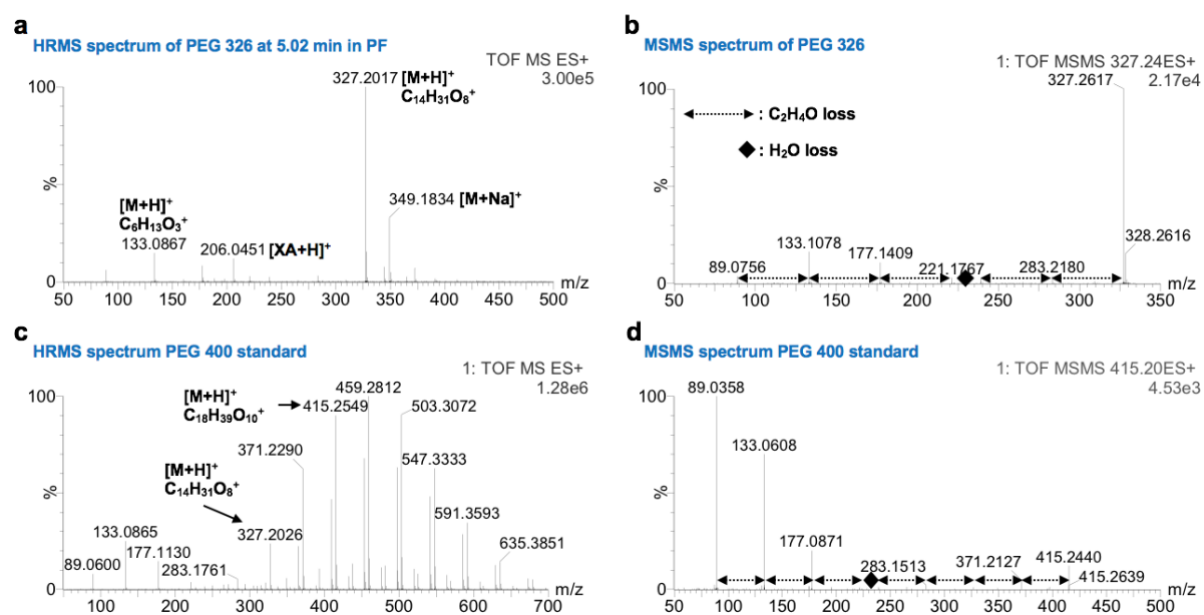 a
HRMS spectrum of PEG 326 at 5.02 min in PF
TOF MS ES+
3.00e5
100
%
0
327.2017
[M+H]⁺
C₁₄H₃₁O₈⁺
349.1834 [M+Na]⁺
[M+H]⁺
C₆H₁₃O₃⁺
133.0867
206.0451 [XA+H]⁺
50 100 150 200 250 300 350 400 450 500
m/z
b
MSMS spectrum of PEG 326
1: TOF MSMS 327.24ES+
2.17e4
100
%
0
327.2617
: C₂H₄O loss
: H₂O loss
328.2616
133.1078
177.1409
89.0756
221.1767
283.2180
50 100 150 200 250 300 350
m/z
c
HRMS spectrum PEG 400 standard
1: TOF MS ES+
1.28e6
100
%
0
[M+H]⁺
C₁₈H₃₉O₁₀⁺
459.2812
415.2549
503.3072
371.2290
547.3333
[M+H]⁺
C₁₄H₃₁O₈⁺
327.2026
591.3593
635.3851
133.0865
177.1130
89.0600
283.1761
100 200 300 400 500 600 700
m/z
d
MSMS spectrum PEG 400 standard
1: TOF MSMS 415.20ES+
4.53e3
100
%
0
89.0358
133.0608
177.0871
283.1513
371.2127
415.2440
415.2639
50 100 150 200 250 300 350 400 450
m/z